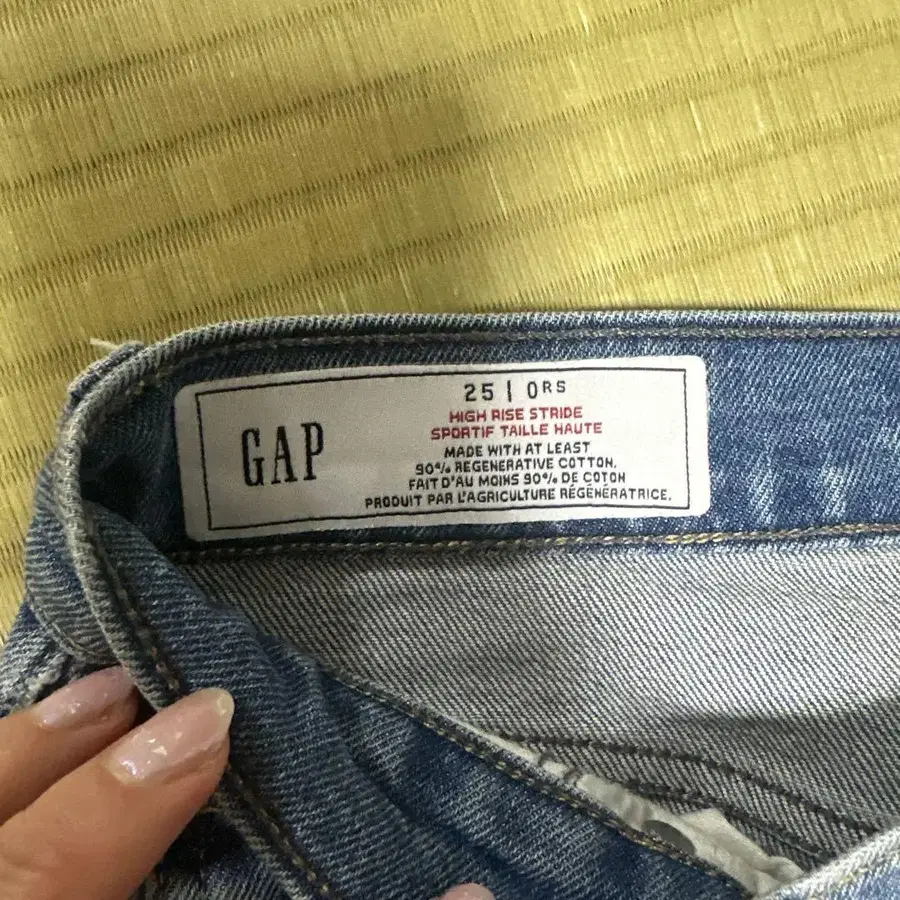 GAP
25 | 0RS
HIGH RISE STRIDE
SPORTIF TAILLE HAUTE
MADE WITH AT LEAST
90% REGENERATIVE COTTON.
FAIT D'AU MOINS 90% DE COTON
PRODUIT PAR L'AGRICULTURE RÉGÉNÉRATRICE.